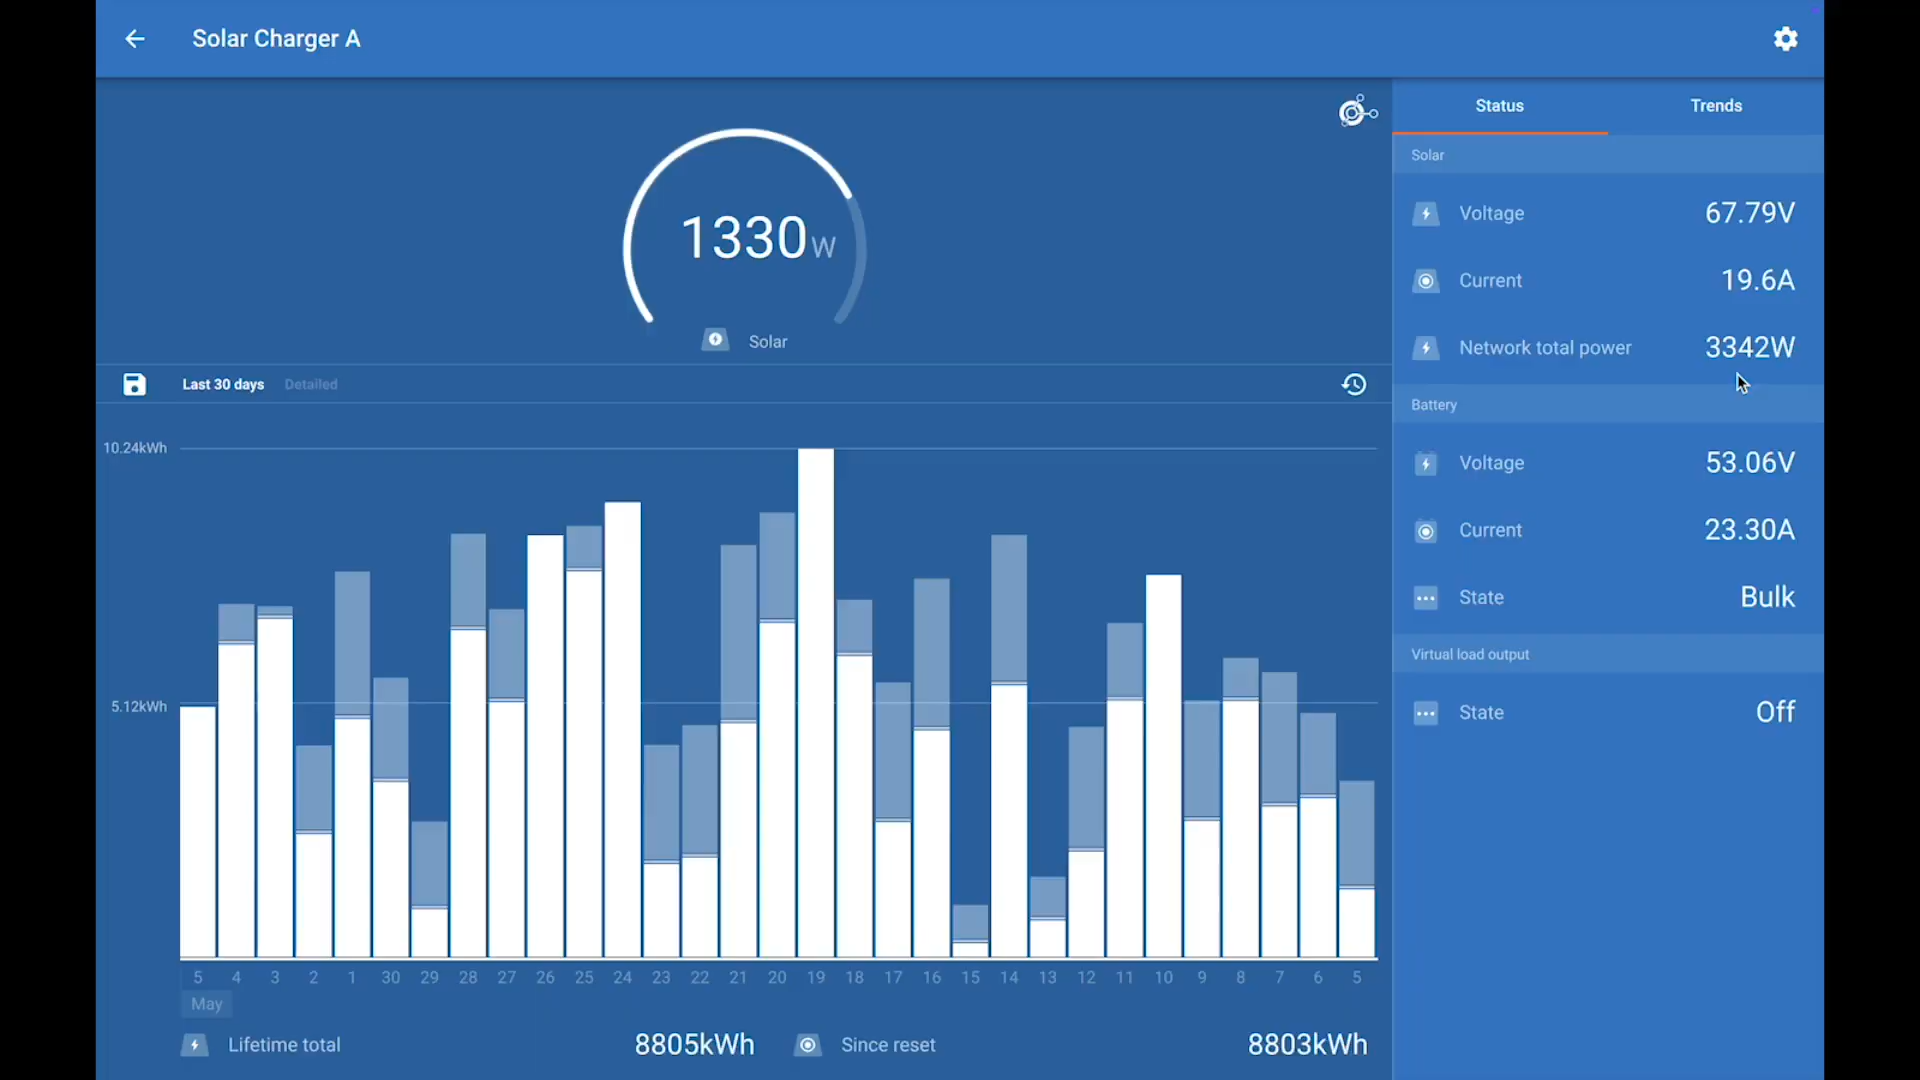 Solar Charger A
Status Trends
1330W
Solar
Solar
Voltage 67.79V
Current 19.6A
Network total power 3342W
Last 30 days Detailed
Battery
Voltage 53.06V
Current 23.30A
State Bulk
Virtual load output
State Off
10.24kWh
5.12kWh
5 4 3 2 1 30 29 28 27 26 25 24 23 22 21 20 19 18 17 16 15 14 13 12 11 10 9 8 7 6 5
May
Lifetime total 8805kWh Since reset 8803kWh